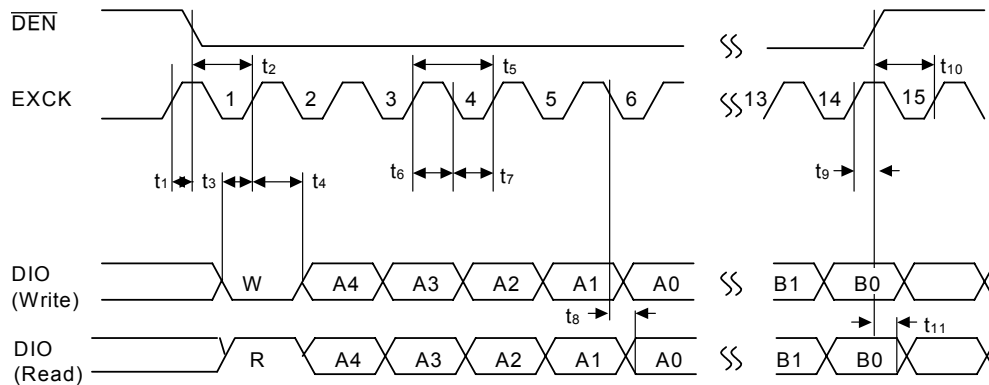 DEN
t2 t5 t10
EXCK 1 2 3 4 5 6 13 14 15
t1 t3 t4 t6 t7 t9
DIO
(Write)
W A4 A3 A2 A1 A0 B1 B0
t8 t11
DIO
(Read)
R A4 A3 A2 A1 A0 B1 B0